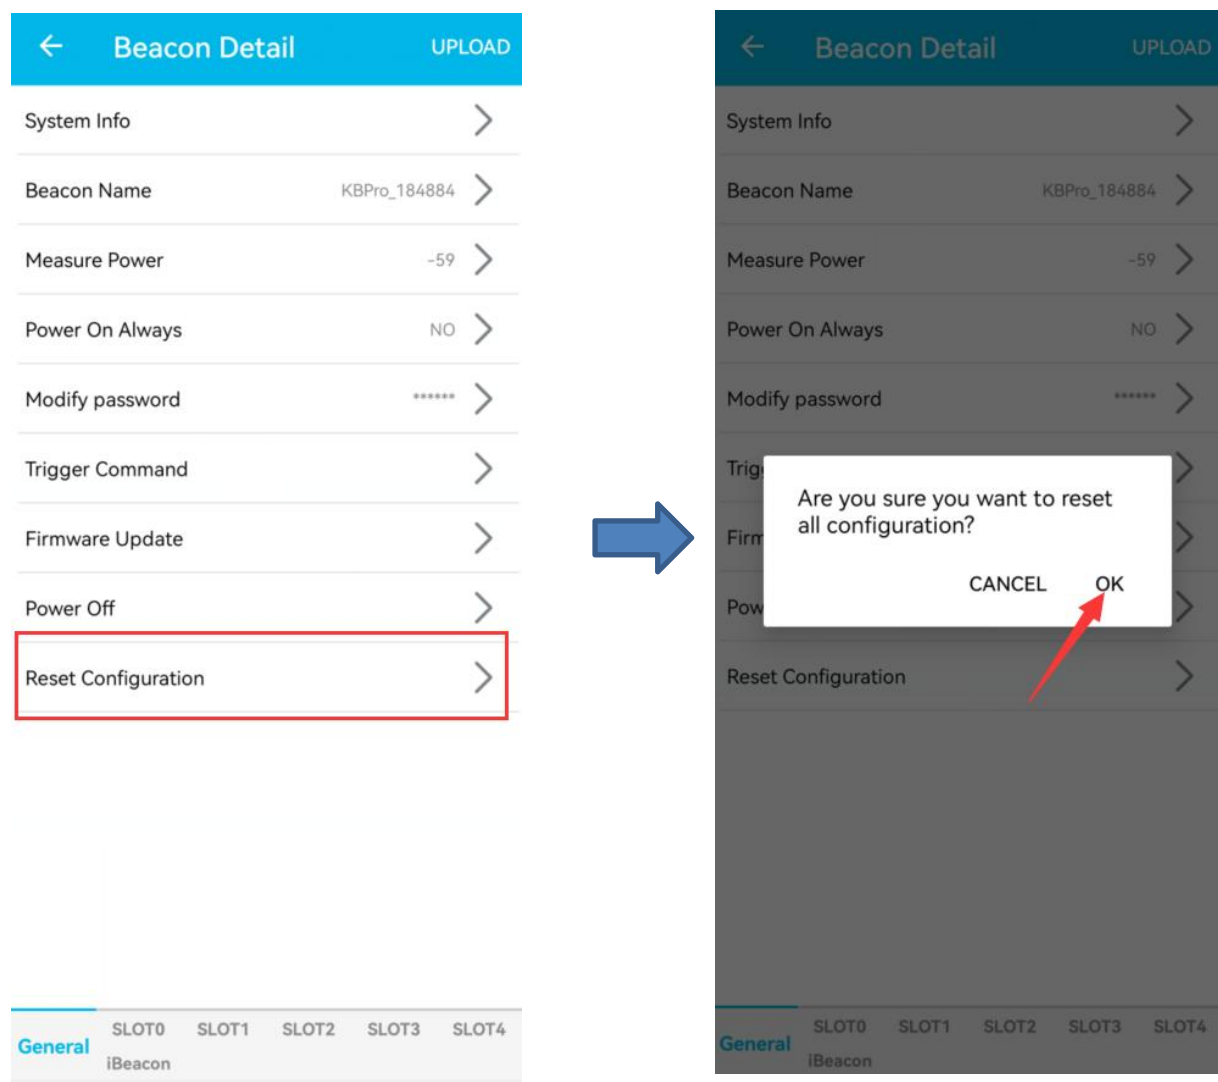 Beacon Detail UPLOAD
System Info
Beacon Name KBPro_184884
Measure Power -59
Power On Always NO
Modify password ******
Trigger Command
Firmware Update
Power Off
Reset Configuration
General SLOT0 SLOT1 SLOT2 SLOT3 SLOT4
iBeacon
Beacon Detail UPLOAD
System Info
Beacon Name KBPro_184884
Measure Power -59
Power On Always NO
Modify password ******
Trig
Are you sure you want to reset
all configuration?
Firm
CANCEL OK
Pow
Reset Configuration
General SLOT0 SLOT1 SLOT2 SLOT3 SLOT4
iBeacon